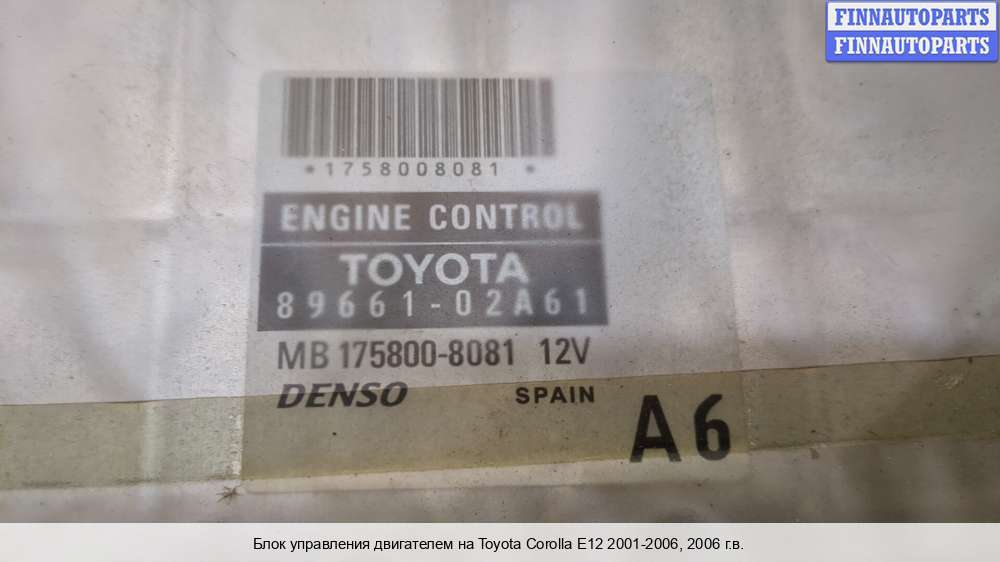 FINNAUTOPARTS
FINNAUTOPARTS
* 1758008081 *
ENGINE CONTROL
TOYOTA
89661-02A61
MB 175800-8081 12V
DENSO SPAIN
A6
Блок управления двигателем на Toyota Corolla E12 2001-2006, 2006 г.в.